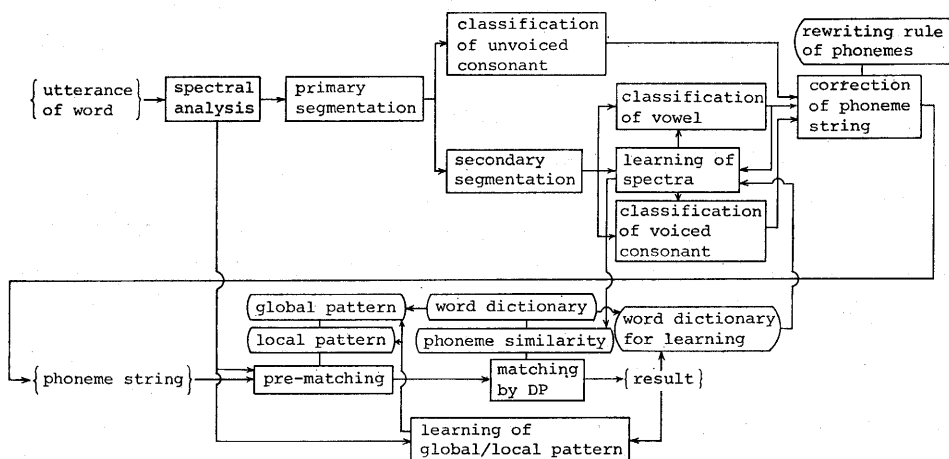 classification
of unvoiced
consonant
rewriting rule
of phonemes
{utterance
of word}
spectral
analysis
primary
segmentation
classification
of vowel
correction
of phoneme
string
secondary
segmentation
learning of
spectra
classification
of voiced
consonant
global pattern
word dictionary
word dictionary
for learning
local pattern
phoneme similarity
{phoneme string}
pre-matching
matching
by DP
{result}
learning of
global/local pattern